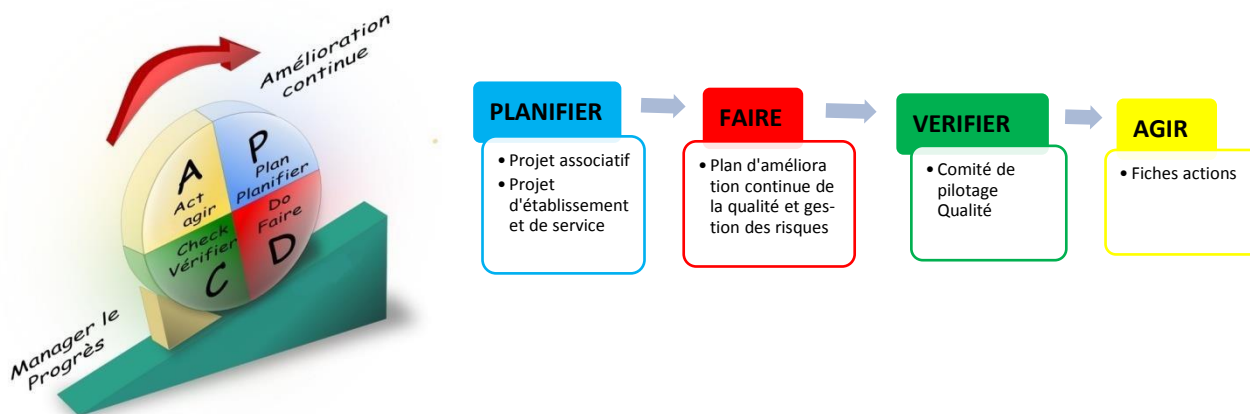 Amélioration
continue
A
Act
agir
P
Plan
Planifier
Check
Vérifier
C
Do
Faire
D
Manager le
Progrès
PLANIFIER
• Projet associatif
• Projet
d'établissement
et de service
FAIRE
• Plan d'améliora
tion continue de
la qualité et ges-
tion des risques
VERIFIER
• Comité de
pilotage
Qualité
AGIR
• Fiches actions